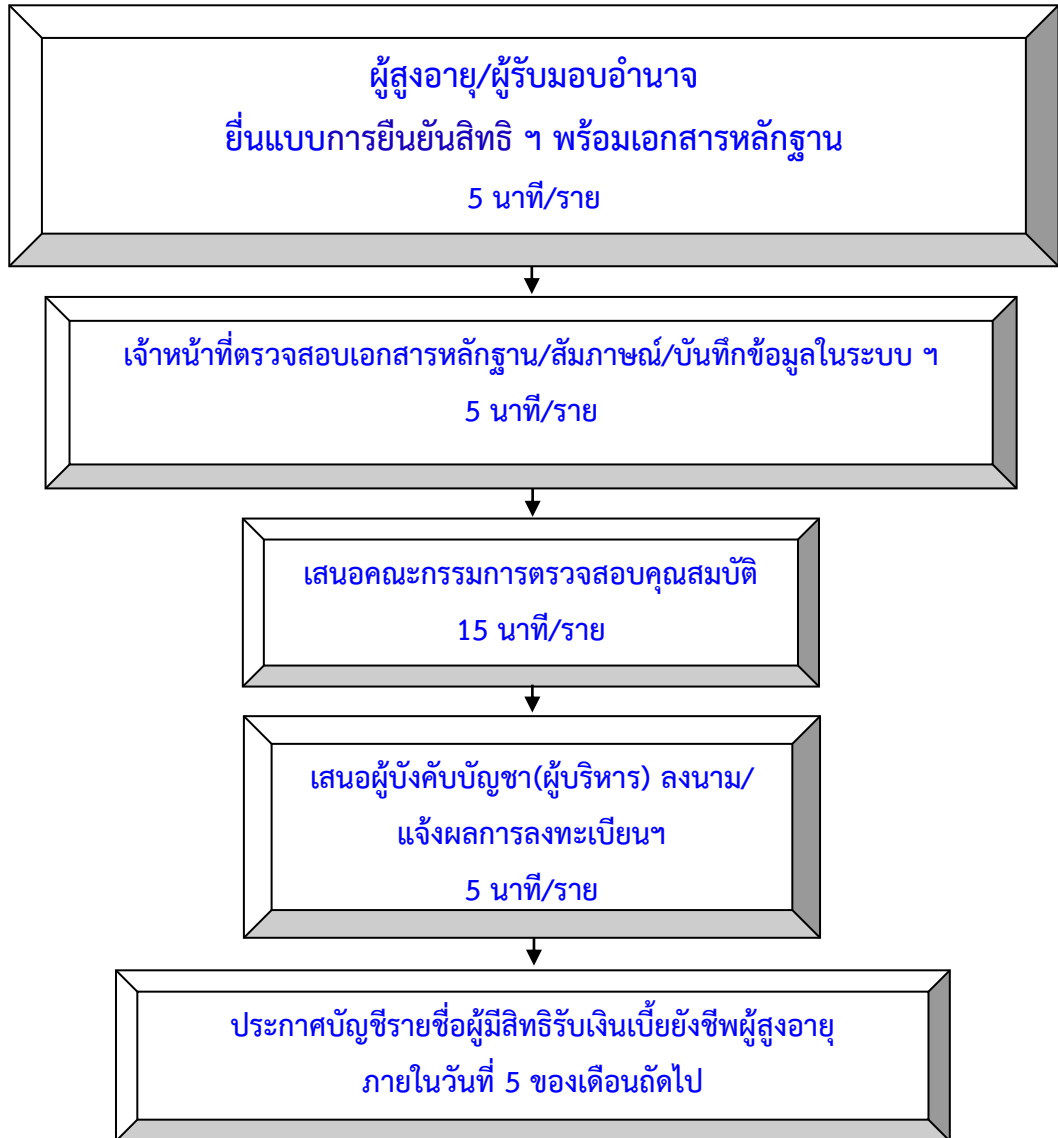 ผู้สูงอายุ/ผู้รับมอบอำนาจ
ยื่นแบบการยืนยันสิทธิ ฯ พร้อมเอกสารหลักฐาน
5 นาที/ราย
เจ้าหน้าที่ตรวจสอบเอกสารหลักฐาน/สัมภาษณ์/บันทึกข้อมูลในระบบ ฯ
5 นาที/ราย
เสนอคณะกรรมการตรวจสอบคุณสมบัติ
15 นาที/ราย
เสนอผู้บังคับบัญชา(ผู้บริหาร) ลงนาม/
แจ้งผลการลงทะเบียนฯ
5 นาที/ราย
ประกาศบัญชีรายชื่อผู้มีสิทธิรับเงินเบี้ยยังชีพผู้สูงอายุ
ภายในวันที่ 5 ของเดือนถัดไป